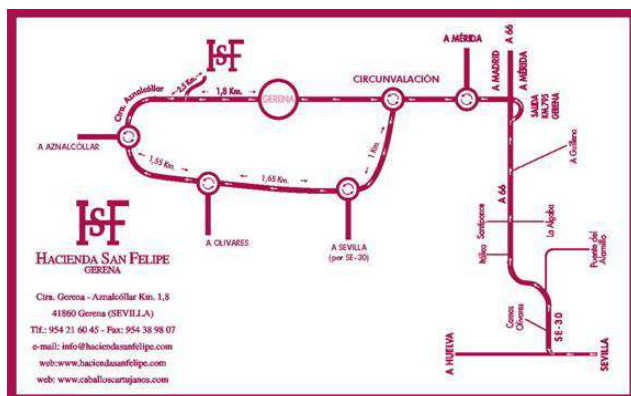 HSF
A MÉRIDA
A 66
A MADRID
A MÉRIDA
CIRCUNVALACIÓN
2,5 Km.
1,8 Km.
GERENA
Ctra. Aznalcóllar
SALIDA
KM.795
GERENA
A AZNALCÓLLAR
1 Km.
1,55 Km.
1,65 Km.
A Guillena
A 66
A OLIVARES
A SEVILLA
(por SE-30)
Santiponce
La Algaba
Itálica
Puente del
Alamillo
Camas
Olivares
SE-30
A HUELVA
SEVILLA
HSF
HACIENDA SAN FELIPE
GERENA
Ctra. Gerena - Aznalcóllar Km. 1,8
41860 Gerena (SEVILLA)
Tlf.: 954 21 60 45 - Fax: 954 38 98 07
e-mail: info@haciendasanfelipe.com
web:www.haciendasanfelipe.com
web: www.caballoscartujanos.com